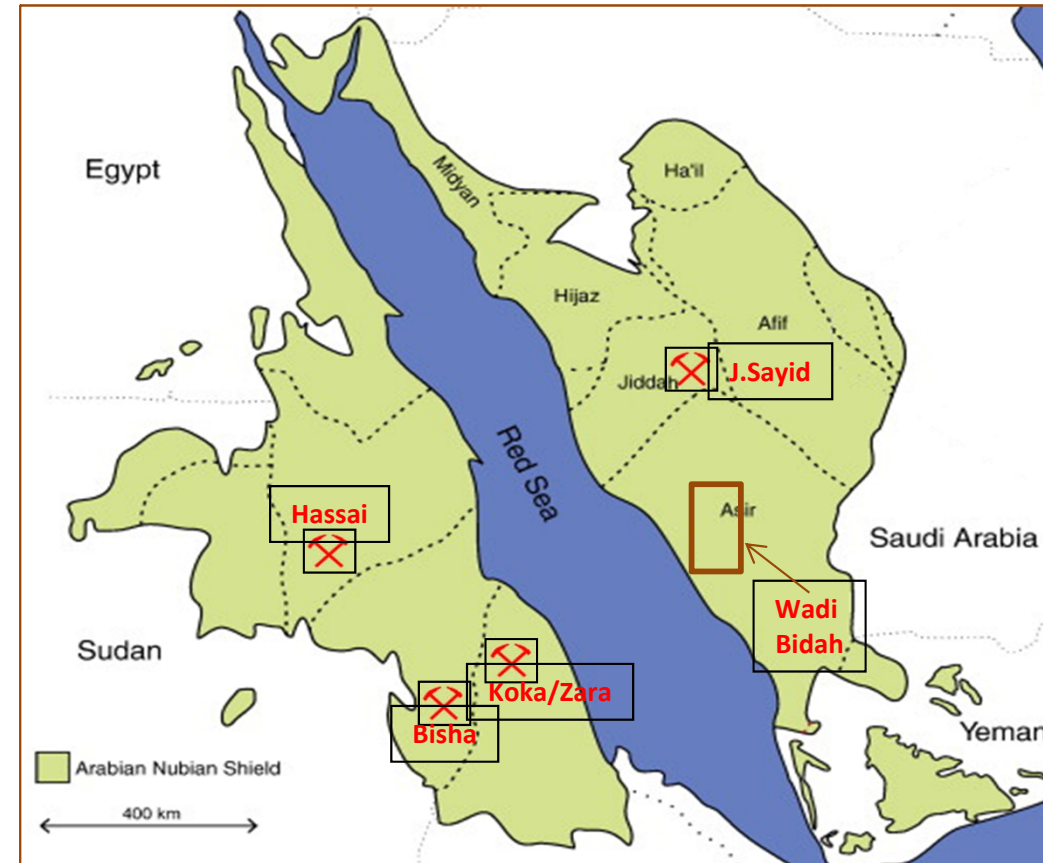 Egypt
Midyan
Ha'il
Hijaz
Afif
Jiddah
J.Sayid
Red Sea
Hassai
Asir
Saudi Arabia
Wadi
Bidah
Sudan
Koka/Zara
Bisha
Yeman
Arabian Nubian Shield
400 km